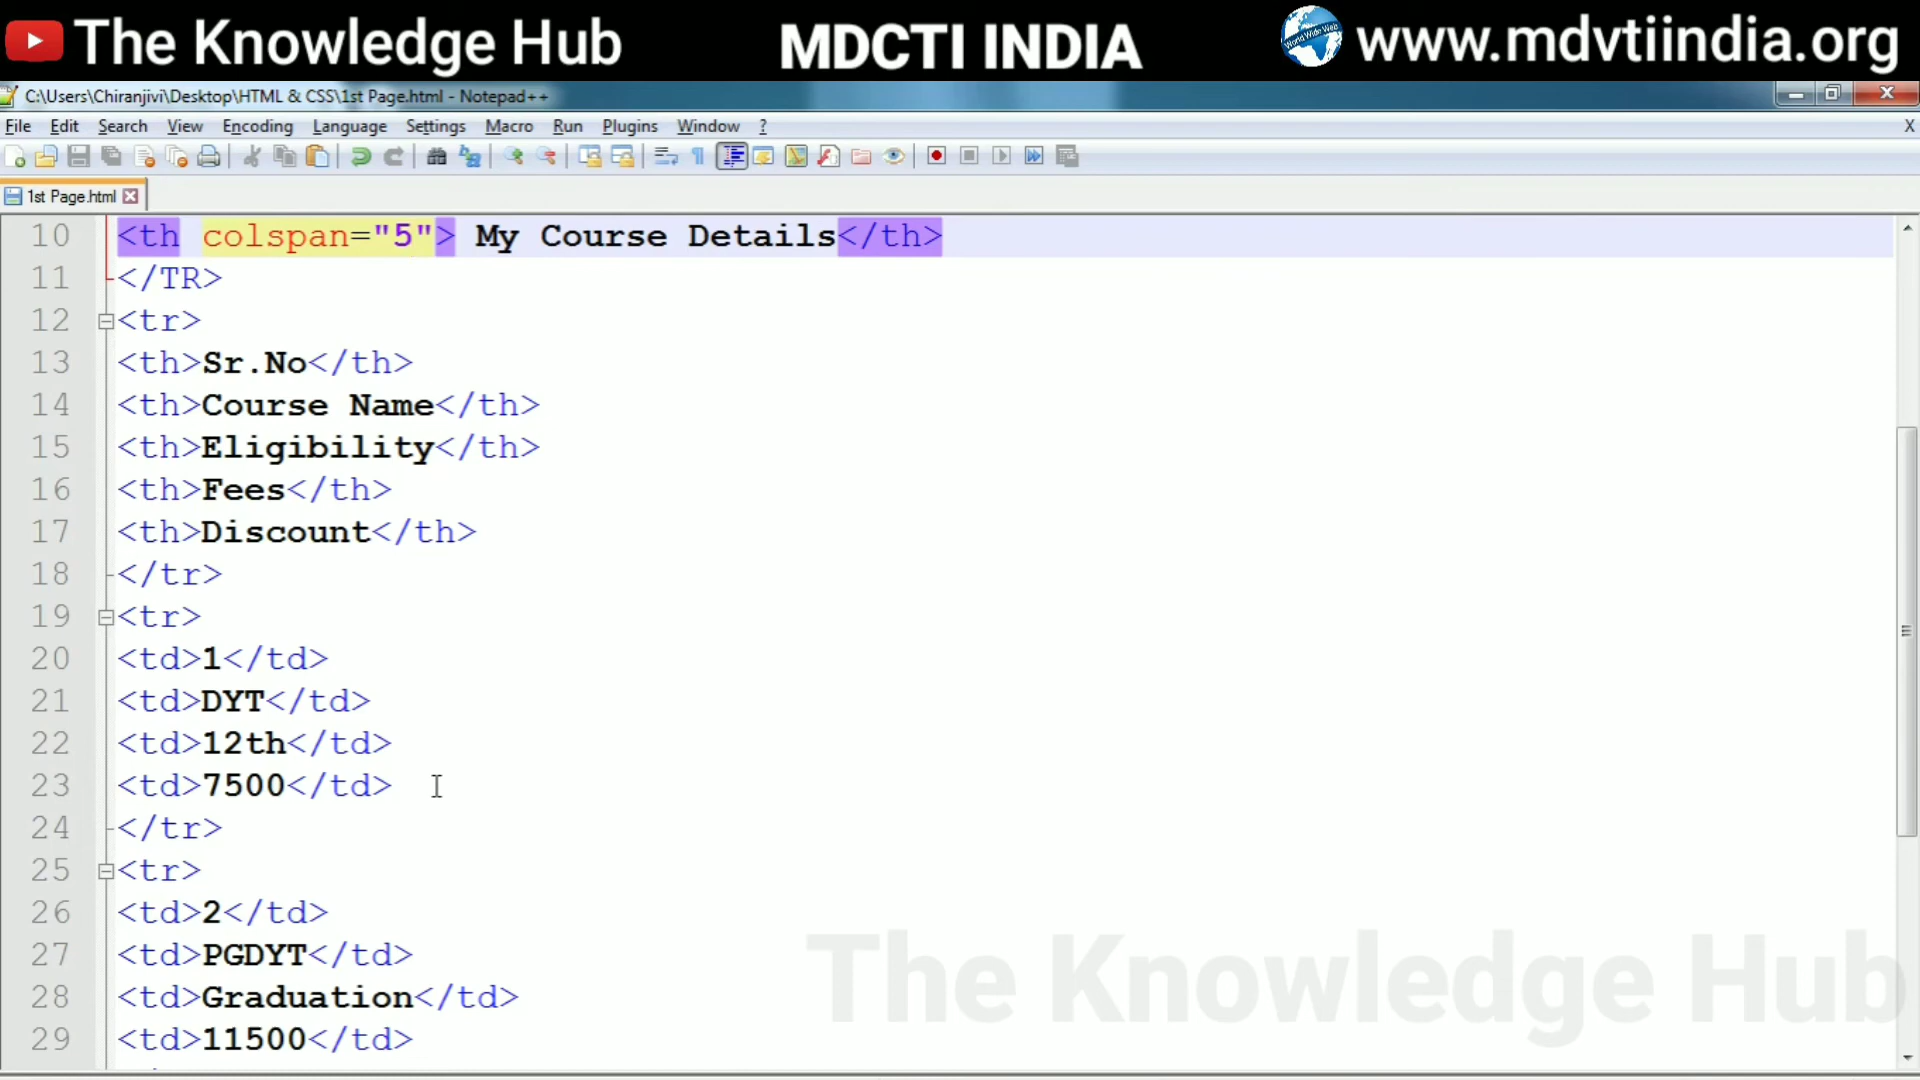 The Knowledge Hub MDCTI INDIA www.mdvtiindia.org
C:\Users\Chiranjivi\Desktop\HTML & CSS\1st Page.html - Notepad++
File Edit Search View Encoding Language Settings Macro Run Plugins Window ? X
1st Page.html
10 <th colspan="5"> My Course Details</th>
11 </TR>
12 <tr>
13 <th>Sr.No</th>
14 <th>Course Name</th>
15 <th>Eligibility</th>
16 <th>Fees</th>
17 <th>Discount</th>
18 </tr>
19 <tr>
20 <td>1</td>
21 <td>DYT</td>
22 <td>12th</td>
23 <td>7500</td>
24 </tr>
25 <tr>
26 <td>2</td>
27 <td>PGDYT</td>
28 <td>Graduation</td>
29 <td>11500</td>
The Knowledge Hub